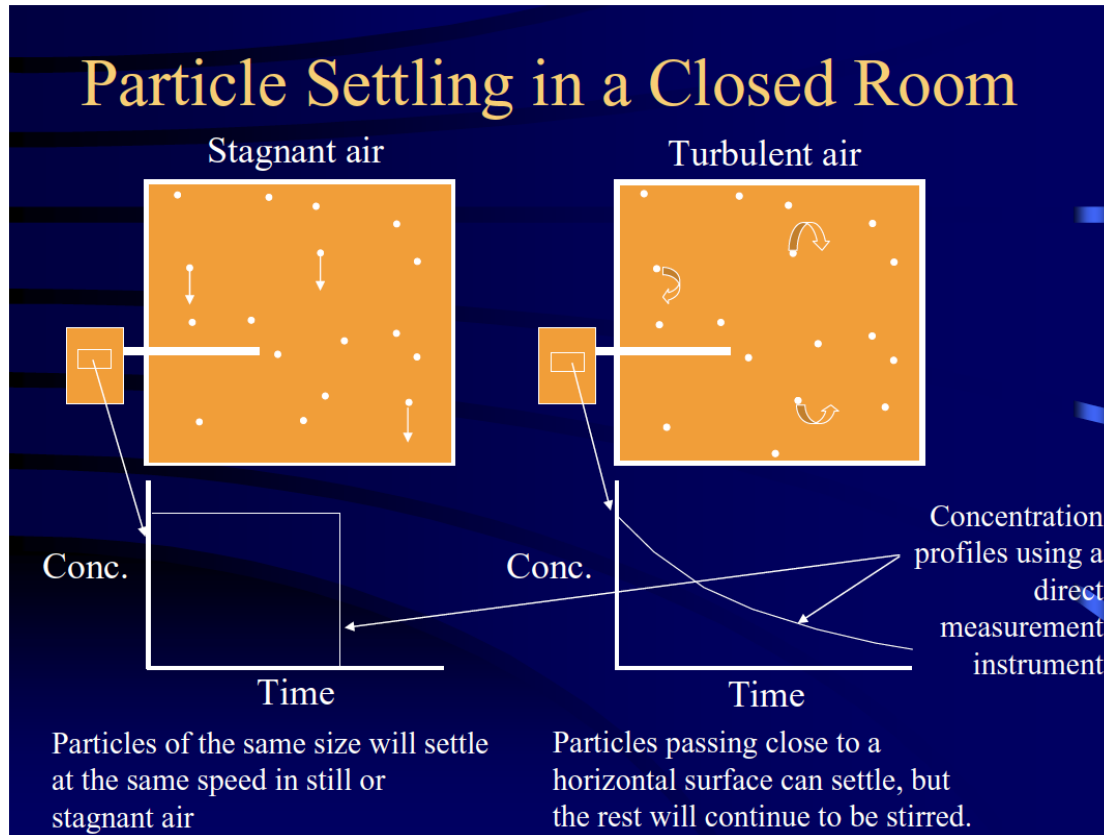 Particle Settling in a Closed Room
Stagnant air
Turbulent air
Conc.
Time
Conc.
Time
Concentration
profiles using a
direct
measurement
instrument
Particles of the same size will settle
at the same speed in still or
stagnant air
Particles passing close to a
horizontal surface can settle, but
the rest will continue to be stirred.